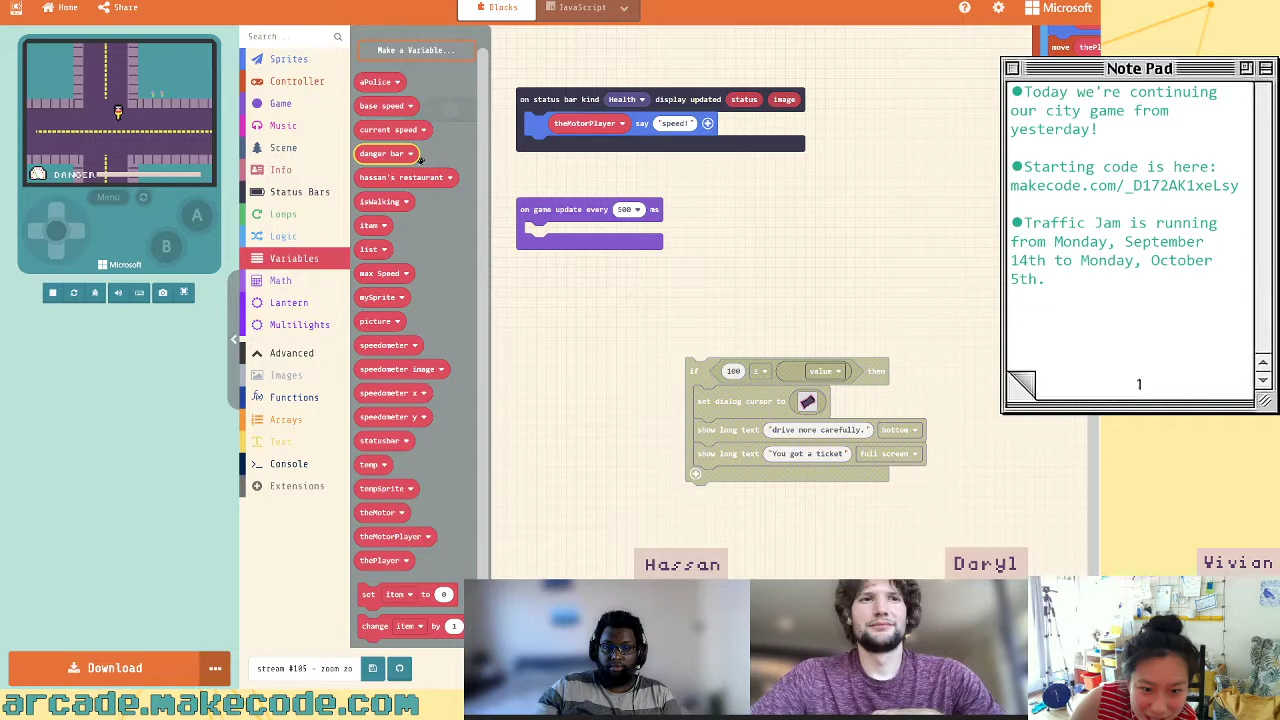 Home
Share
Blocks
JavaScript
Microsoft
DANGER
Menu
A
B
Microsoft
Search...
Sprites
Controller
Game
Music
Scene
Info
Status Bars
Loops
Logic
Variables
Math
Lantern
Multilights
Advanced
Images
Functions
Arrays
Text
Console
Extensions
Make a Variable...
aPolice
base speed
current speed
danger bar
hassan's restaurant
isWalking
item
list
max Speed
mySprite
picture
speedometer
speedometer image
speedometer x
speedometer y
statusbar
temp
tempSprite
theMotor
theMotorPlayer
thePlayer
set item to 0
change item by 1
on status bar kind Health display updated status image
theMotorPlayer say "speed!"
on game update every 500 ms
if 100 ≤ value then
set dialog cursor to
show long text "drive more carefully." bottom
show long text "You got a ticket" full screen
move
Note Pad
●Today we're continuing
our city game from
yesterday!
●Starting code is here:
makecode.com/_D172AK1xeLsy
●Traffic Jam is running
from Monday, September
14th to Monday, October
5th.
1
Hassan
Daryl
Vivian
Download
stream #105 - zoom zo
arcade.makecode.com